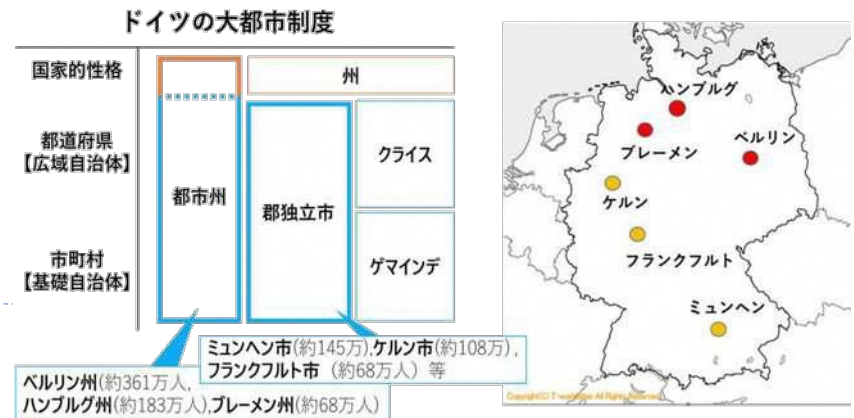 ドイツの大都市制度
国家的性格
州
都道府県
【広域自治体】
都市州
郡独立市
クライス
市町村
【基礎自治体】
ゲマインデ
ミュンヘン市(約145万),ケルン市(約108万),
フランクフルト市（約68万人）等
ベルリン州(約361万人,
ハンブルグ州(約183万人),ブレーメン州(約68万人)
ハンブルグ
ブレーメン
ベルリン
ケルン
フランクフルト
ミュンヘン
All Rights Reserved